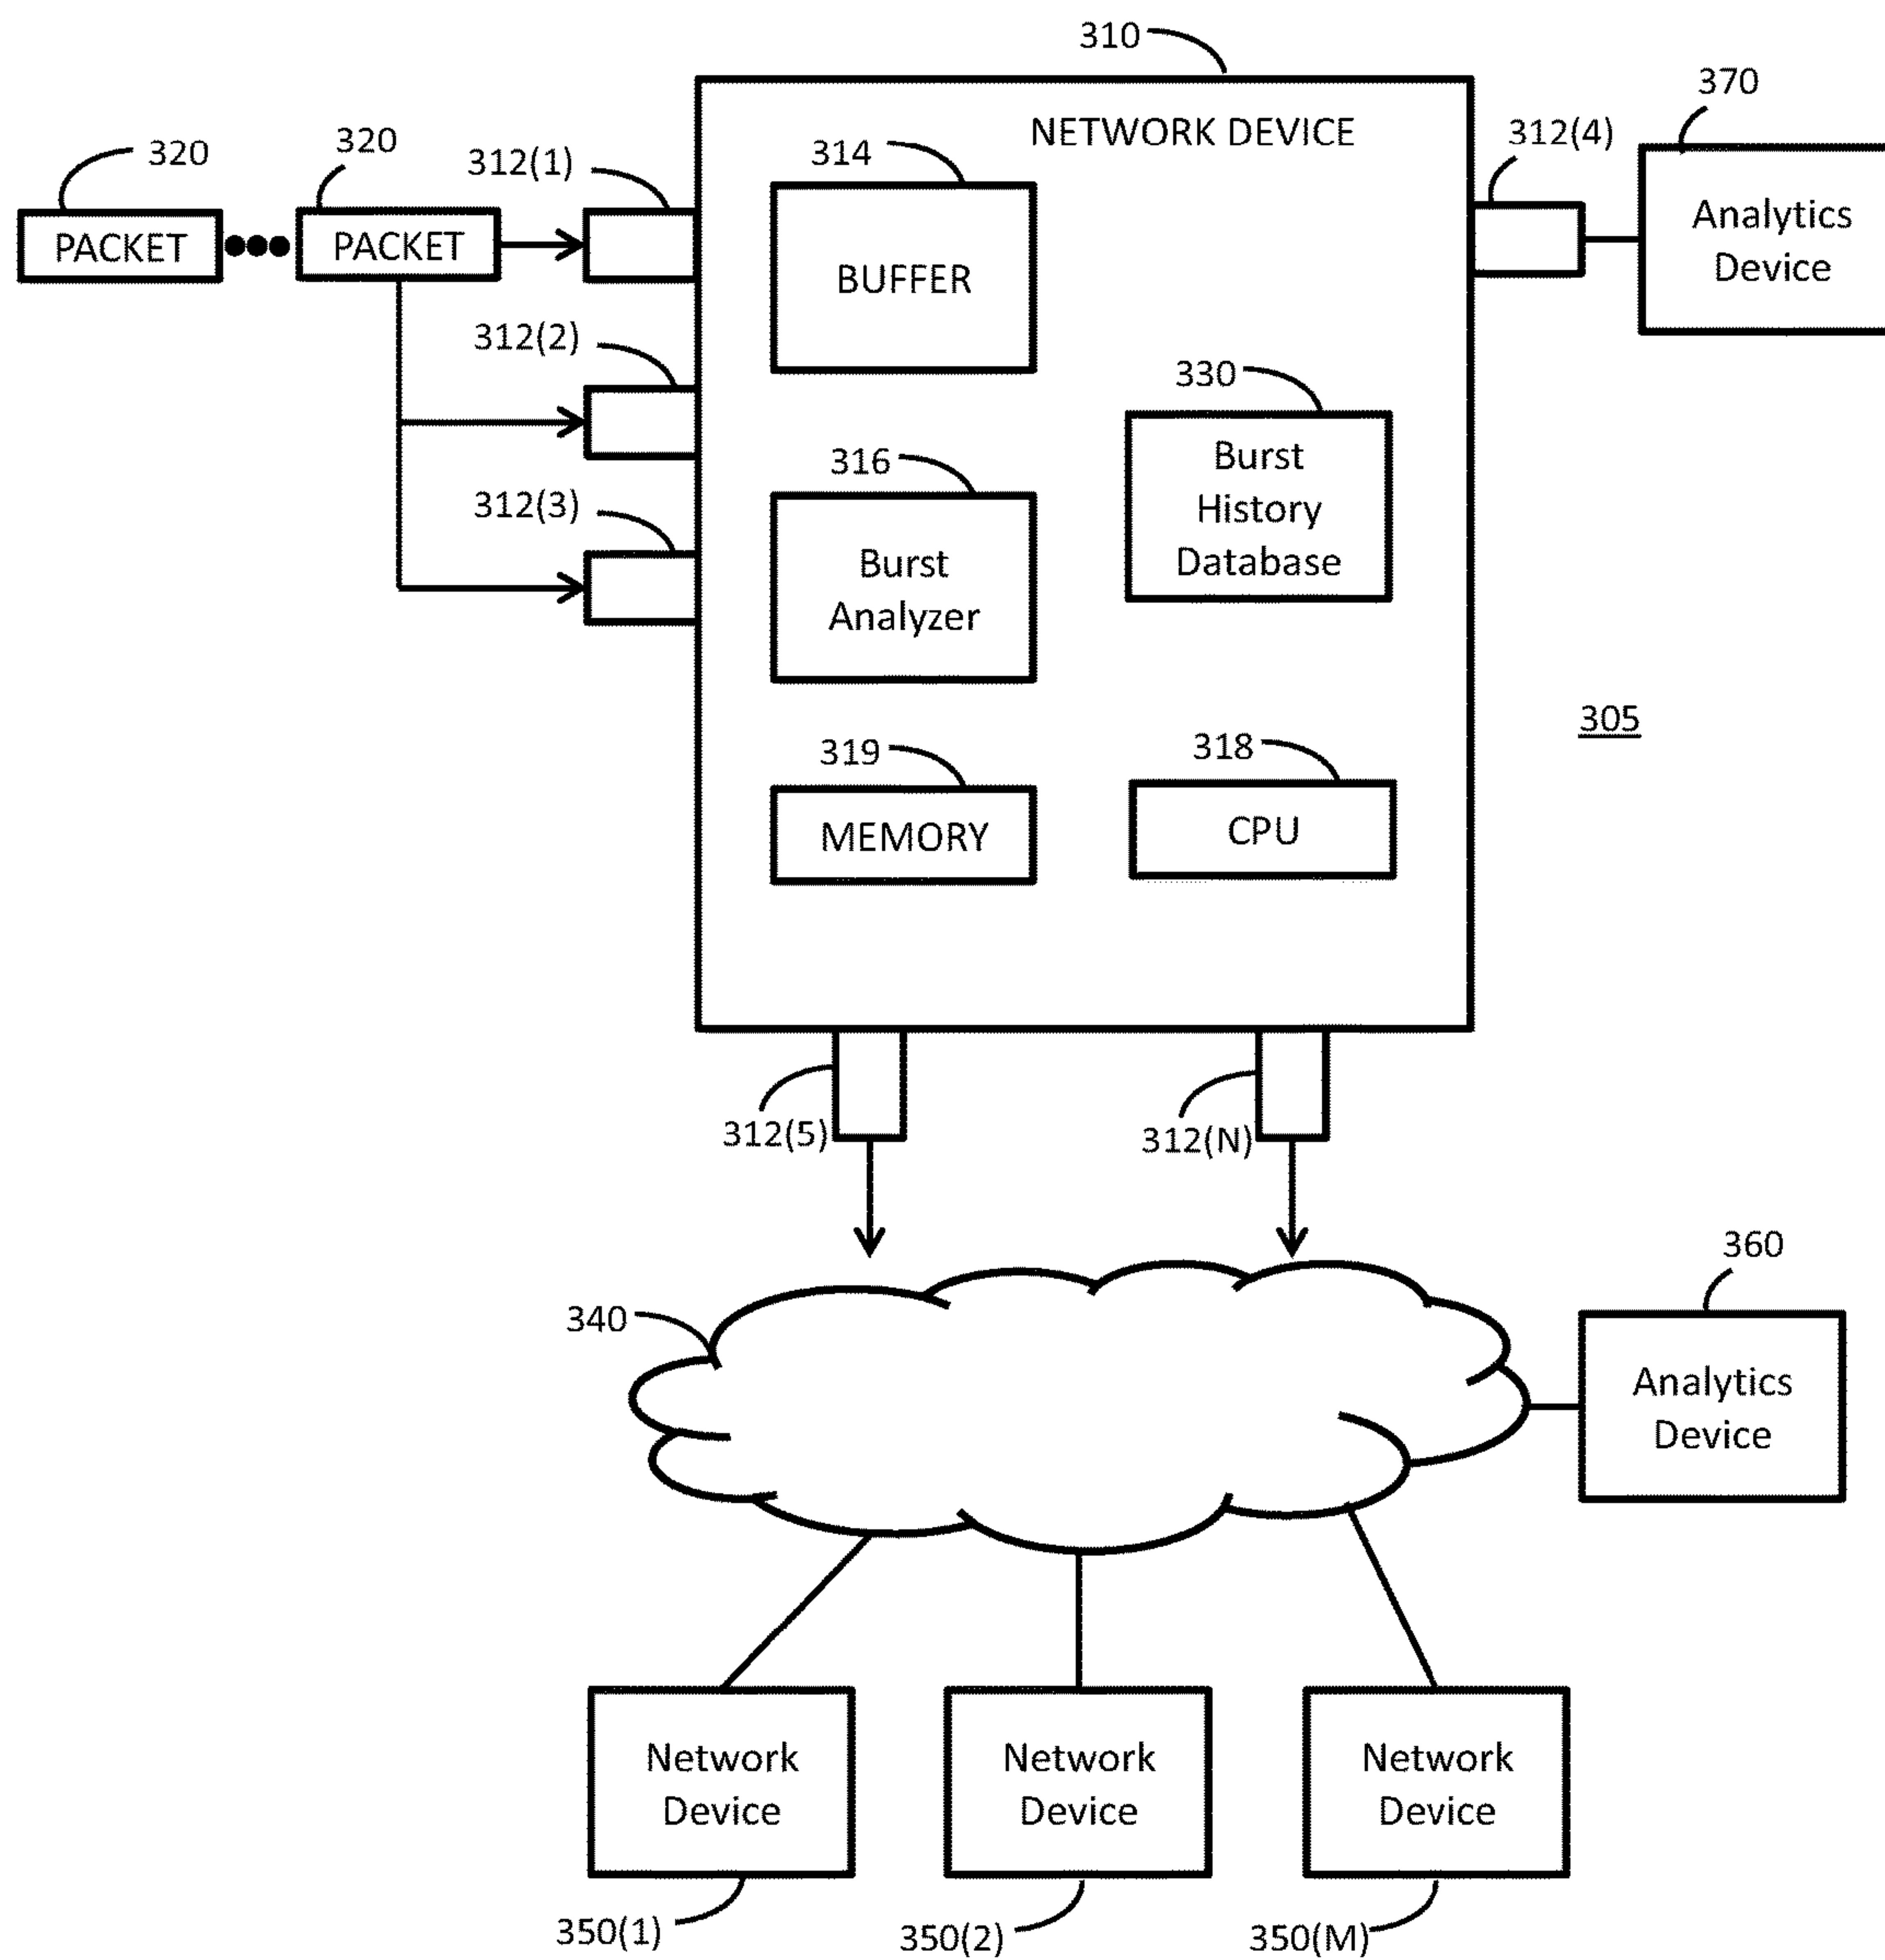 310
370
NETWORK DEVICE
312(4)
320
320
312(1)
314
PACKET
PACKET
BUFFER
Analytics
Device
312(2)
330
Burst
History
Database
312(3)
316
Burst
Analyzer
305
319
318
MEMORY
CPU
312(5)
312(N)
340
360
Analytics
Device
Network
Device
Network
Device
Network
Device
350(1)
350(2)
350(M)